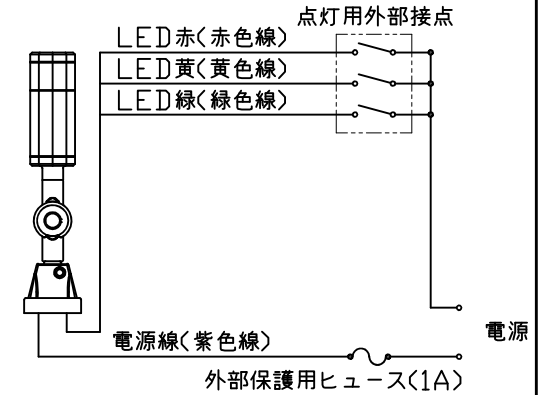 点灯用外部接点
LED赤(赤色線)
LED黄(黄色線)
LED緑(緑色線)
電源
電源線(紫色線)
外部保護用ヒューズ(1A)